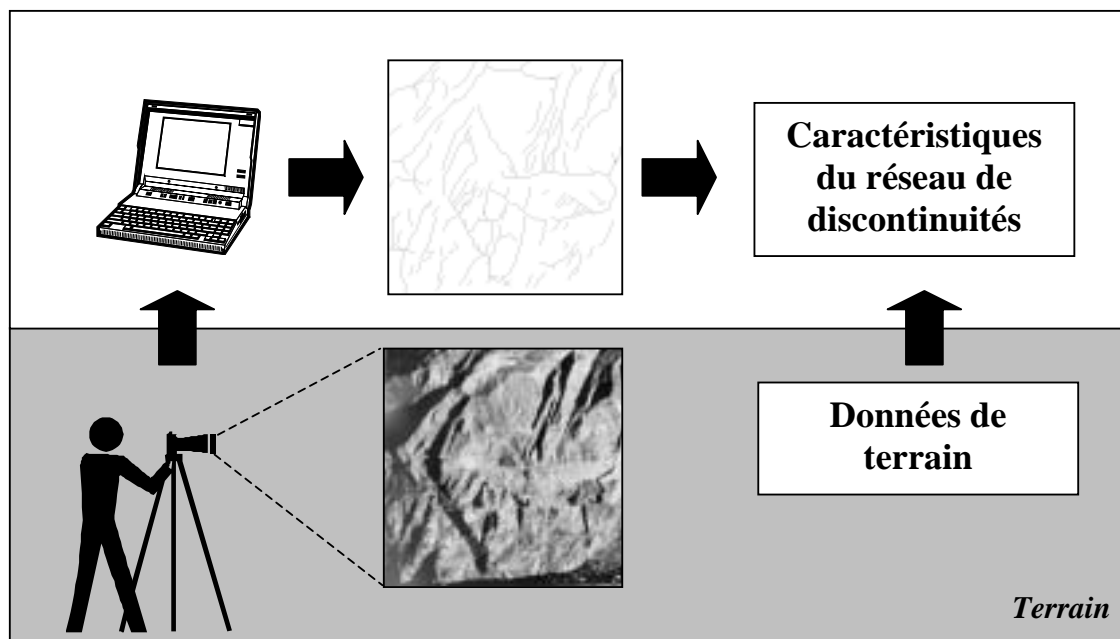 Caractéristiques
du réseau de
discontinuités
Données de
terrain
Terrain